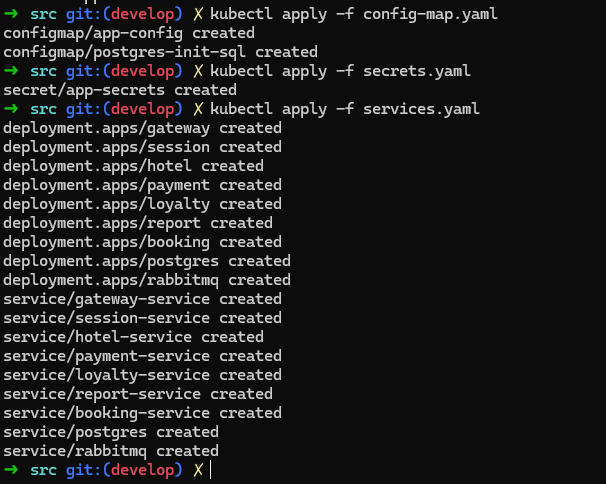 → src git:(develop) ✗ kubectl apply -f config-map.yaml
configmap/app-config created
configmap/postgres-init-sql created
→ src git:(develop) ✗ kubectl apply -f secrets.yaml
secret/app-secrets created
→ src git:(develop) ✗ kubectl apply -f services.yaml
deployment.apps/gateway created
deployment.apps/session created
deployment.apps/hotel created
deployment.apps/payment created
deployment.apps/loyalty created
deployment.apps/report created
deployment.apps/booking created
deployment.apps/postgres created
deployment.apps/rabbitmq created
service/gateway-service created
service/session-service created
service/hotel-service created
service/payment-service created
service/loyalty-service created
service/report-service created
service/booking-service created
service/postgres created
service/rabbitmq created
→ src git:(develop) ✗